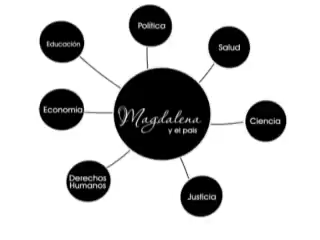 Política
Educación
Salud
Economía
Magdalena
y el país
Ciencia
Derechos
Humanos
Justicia